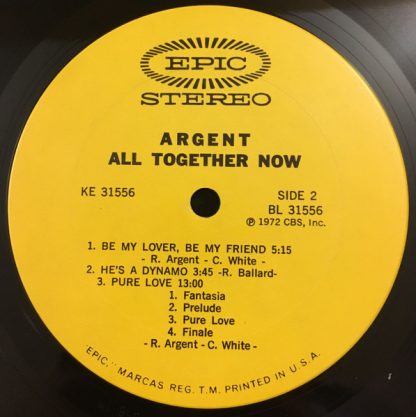 EPIC
STEREO
ARGENT
ALL TOGETHER NOW
KE 31556
SIDE 2
BL 31556
℗ 1972 CBS, Inc.
1. BE MY LOVER, BE MY FRIEND 5:15
- R. Argent - C. White -
2. HE'S A DYNAMO 3:45 -R. Ballard-
3. PURE LOVE 13:00
1. Fantasia
2. Prelude
3. Pure Love
4. Finale
- R. Argent -C. White -
"EPIC," MARCAS REG. T.M. PRINTED IN U.S.A.